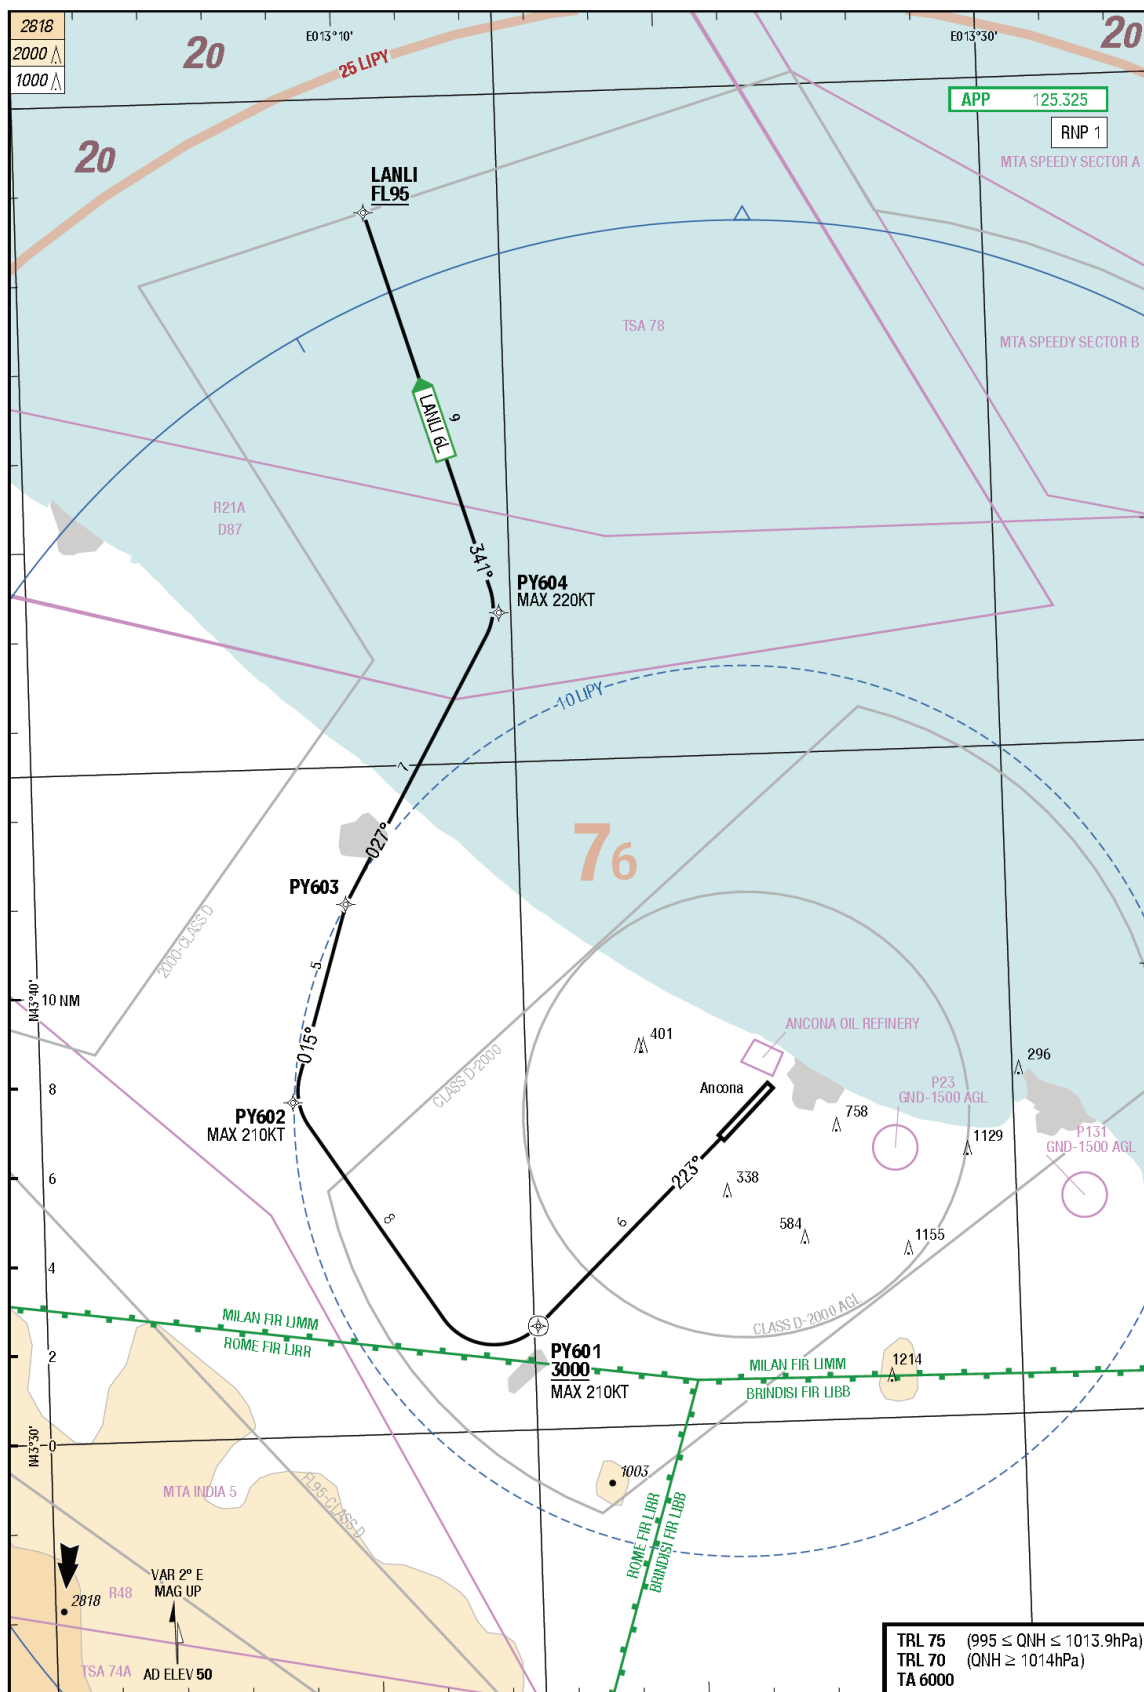 2818
2000
1000
20
E013°10'
25 LIPY
E013°30'
20
APP 125.325
RNP 1
20
MTA SPEEDY SECTOR A
LANLI
FL95
TSA 78
MTA SPEEDY SECTOR B
LANLI 6L
9
R21A
D87
341°
PY604
MAX 220KT
10 LIPY
7
027°
76
PY603
2000-CLASS D
5
N43°40'
10 NM
015°
CLASS D-2000
401
ANCONA OIL REFINERY
296
Ancona
P23
GND-1500 AGL
8
PY602
MAX 210KT
758
1129
P131
GND-1500 AGL
223°
338
6
8
6
584
1155
4
MILAN FIR LIMM
ROME FIR LIRR
CLASS D-2000 AGL
2
PY601
3000
MAX 210KT
MILAN FIR LIMM
BRINDISI FIR LIBB
1214
N43°30'
0
1003
MTA INDIA 5
FL95-CLASS D
ROME FIR LIRR
BRINDISI FIR LIBB
VAR 2° E
MAG UP
2818
R48
TSA 74A
AD ELEV 50
TRL 75 (995 ≤ QNH ≤ 1013.9hPa)
TRL 70 (QNH ≥ 1014hPa)
TA 6000